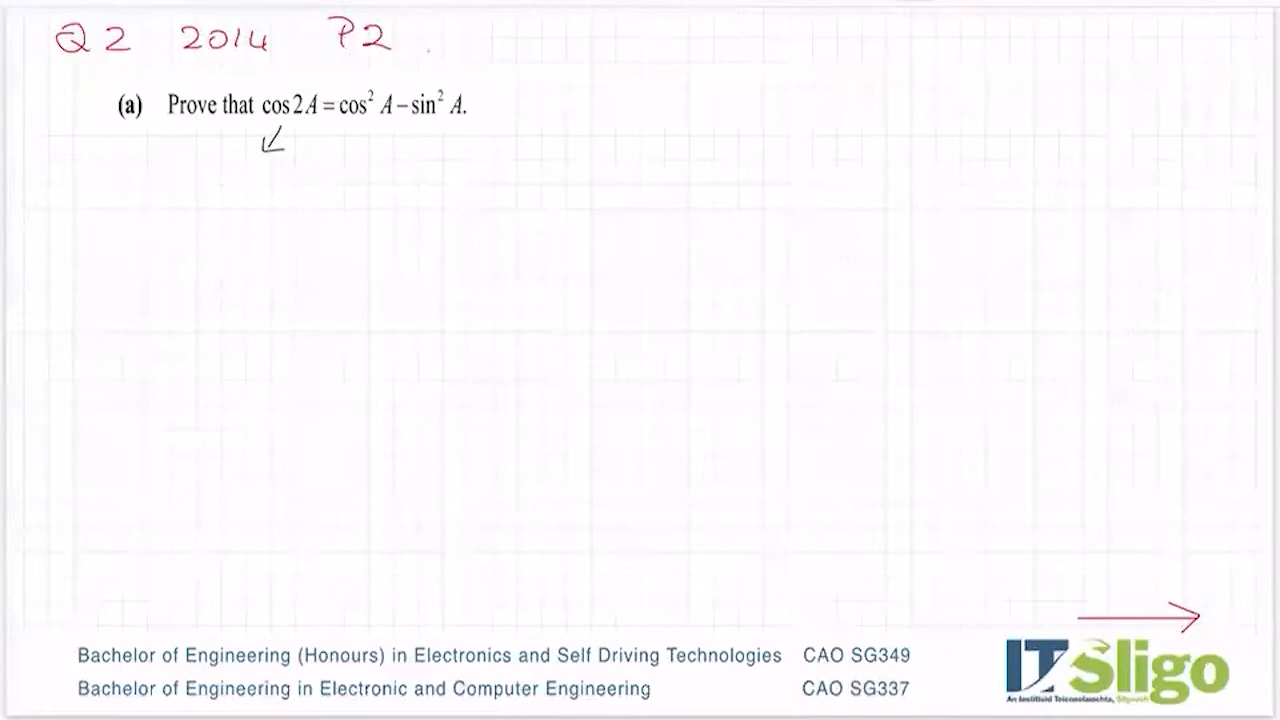 Q2 2014 P2
(a) Prove that cos 2A = cos² A – sin² A.
Bachelor of Engineering (Honours) in Electronics and Self Driving Technologies CAO SG349
Bachelor of Engineering in Electronic and Computer Engineering CAO SG337
IT Sligo
An Institiúid Teicneolaíochta, Sligeach